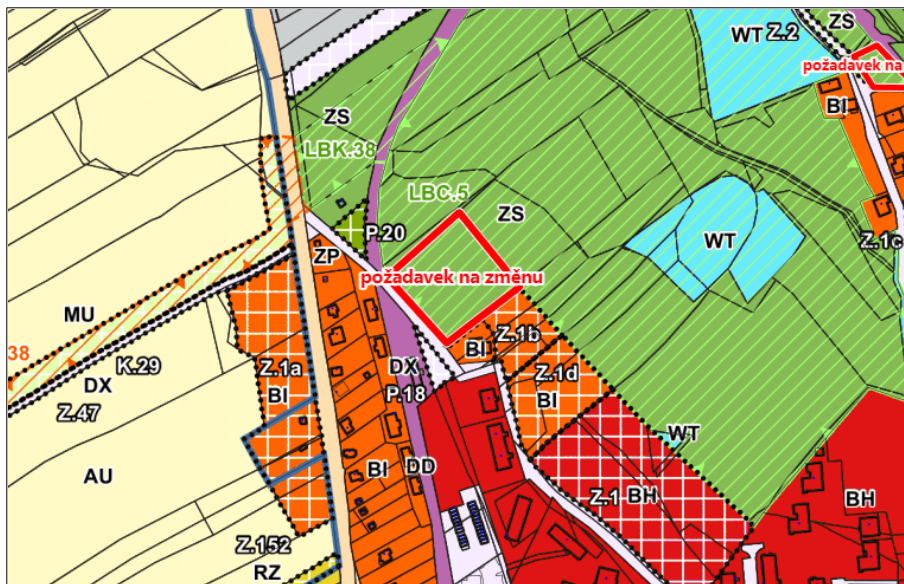 ZS
WT Z.2
požadavek na
BI
ZS
LBK.38
LBC.5
ZS
P.20
WT
Z.1c
ZP
požadavek na změnu
MU
Z.1b
BI
38
K.29
Z.1a
DX
Z.1d
DX
BI
P.18
BI
Z.47
WT
AU
BI
DD
Z.1
BH
BH
Z.152
RZ